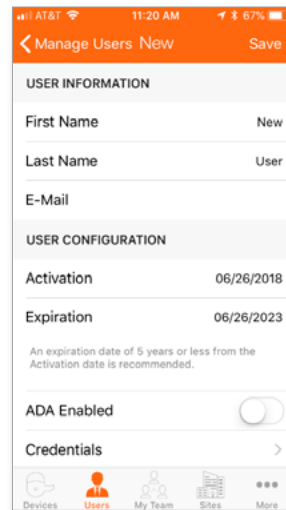 AT&T 11:20 AM 67%
Manage Users New Save
USER INFORMATION
First Name New
Last Name User
E-Mail
USER CONFIGURATION
Activation 06/26/2018
Expiration 06/26/2023
An expiration date of 5 years or less from the
Activation date is recommended.
ADA Enabled
Credentials
Devices Users My Team Sites More